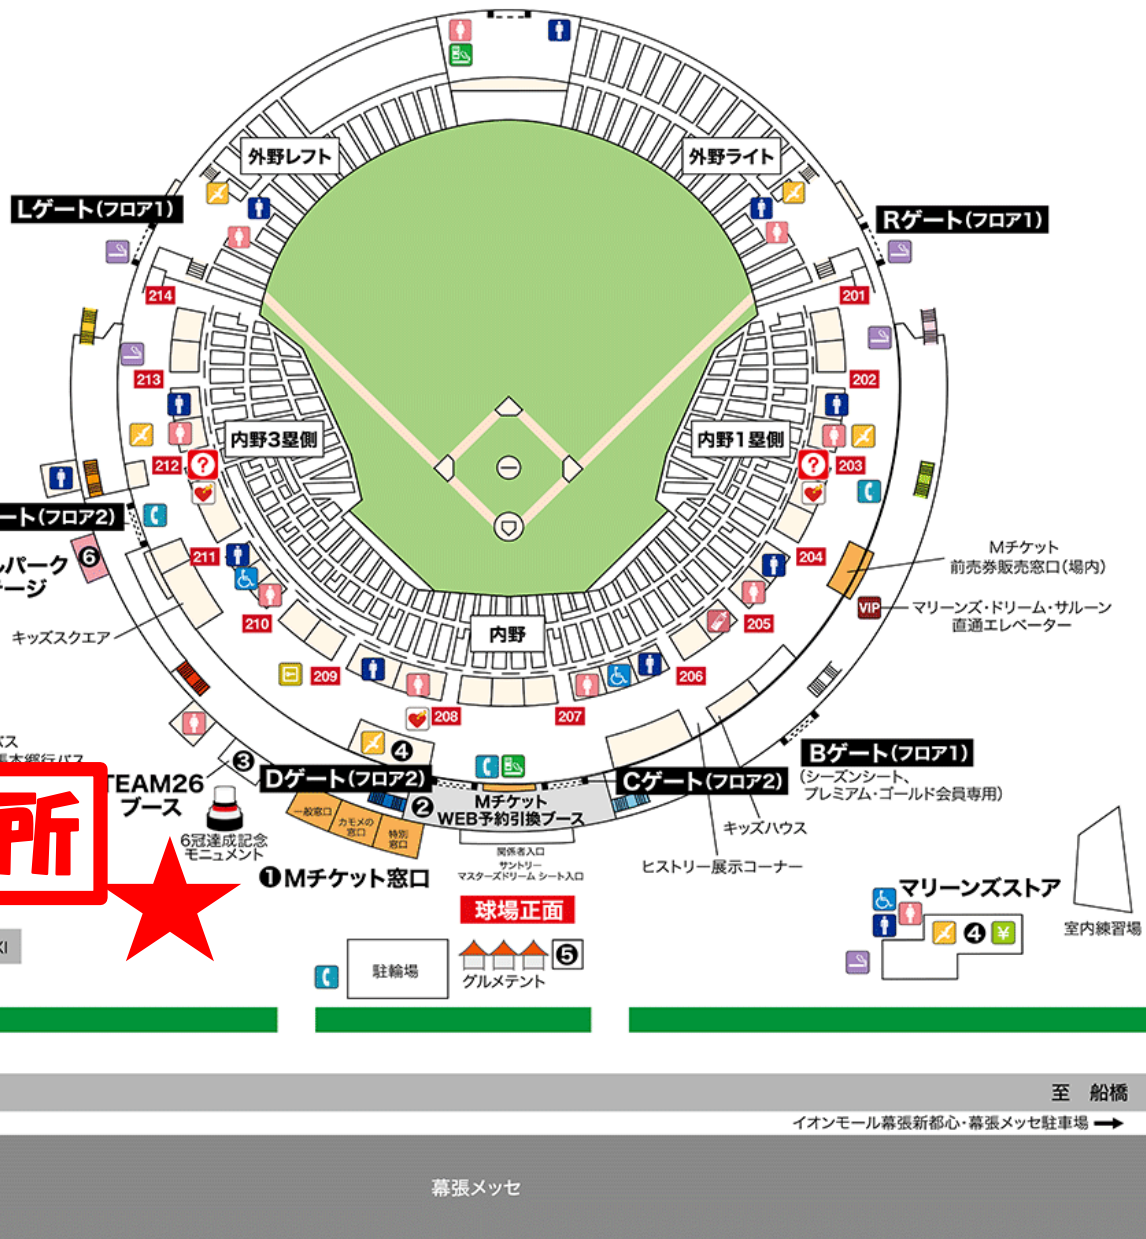 外野レフト
外野ライト
Lゲート(フロア1)
Rゲート(フロア1)
214
201
213
202
内野3塁側
内野1塁側
212
?
?
203
ート(フロア2)
211
204
Mチケット
前売券販売窓口(場内)
ルパーク
テージ
❻
VIP
マリーンズ・ドリーム・サルーン
直通エレベーター
キッズスクエア
210
205
内野
209
206
208
207
❹
❸
バス
TEAM26
ブース
Dゲート(フロア2)
Cゲート(フロア2)
Bゲート(フロア1)
(シーズンシート、
プレミアム・ゴールド会員専用)
❷
Mチケット
WEB予約引換ブース
一般窓口
カモメの
窓口
特別
窓口
キッズハウス
所
6冠達成記念
モニュメント
関係者入口
サントリー
マスターズドリーム シート入口
ヒストリー展示コーナー
❶Mチケット窓口
球場正面
マリーンズストア
❹
¥
室内練習場
KI
駐輪場
グルメテント
❺
至 船橋
イオンモール幕張新都心・幕張メッセ駐車場
幕張メッセ